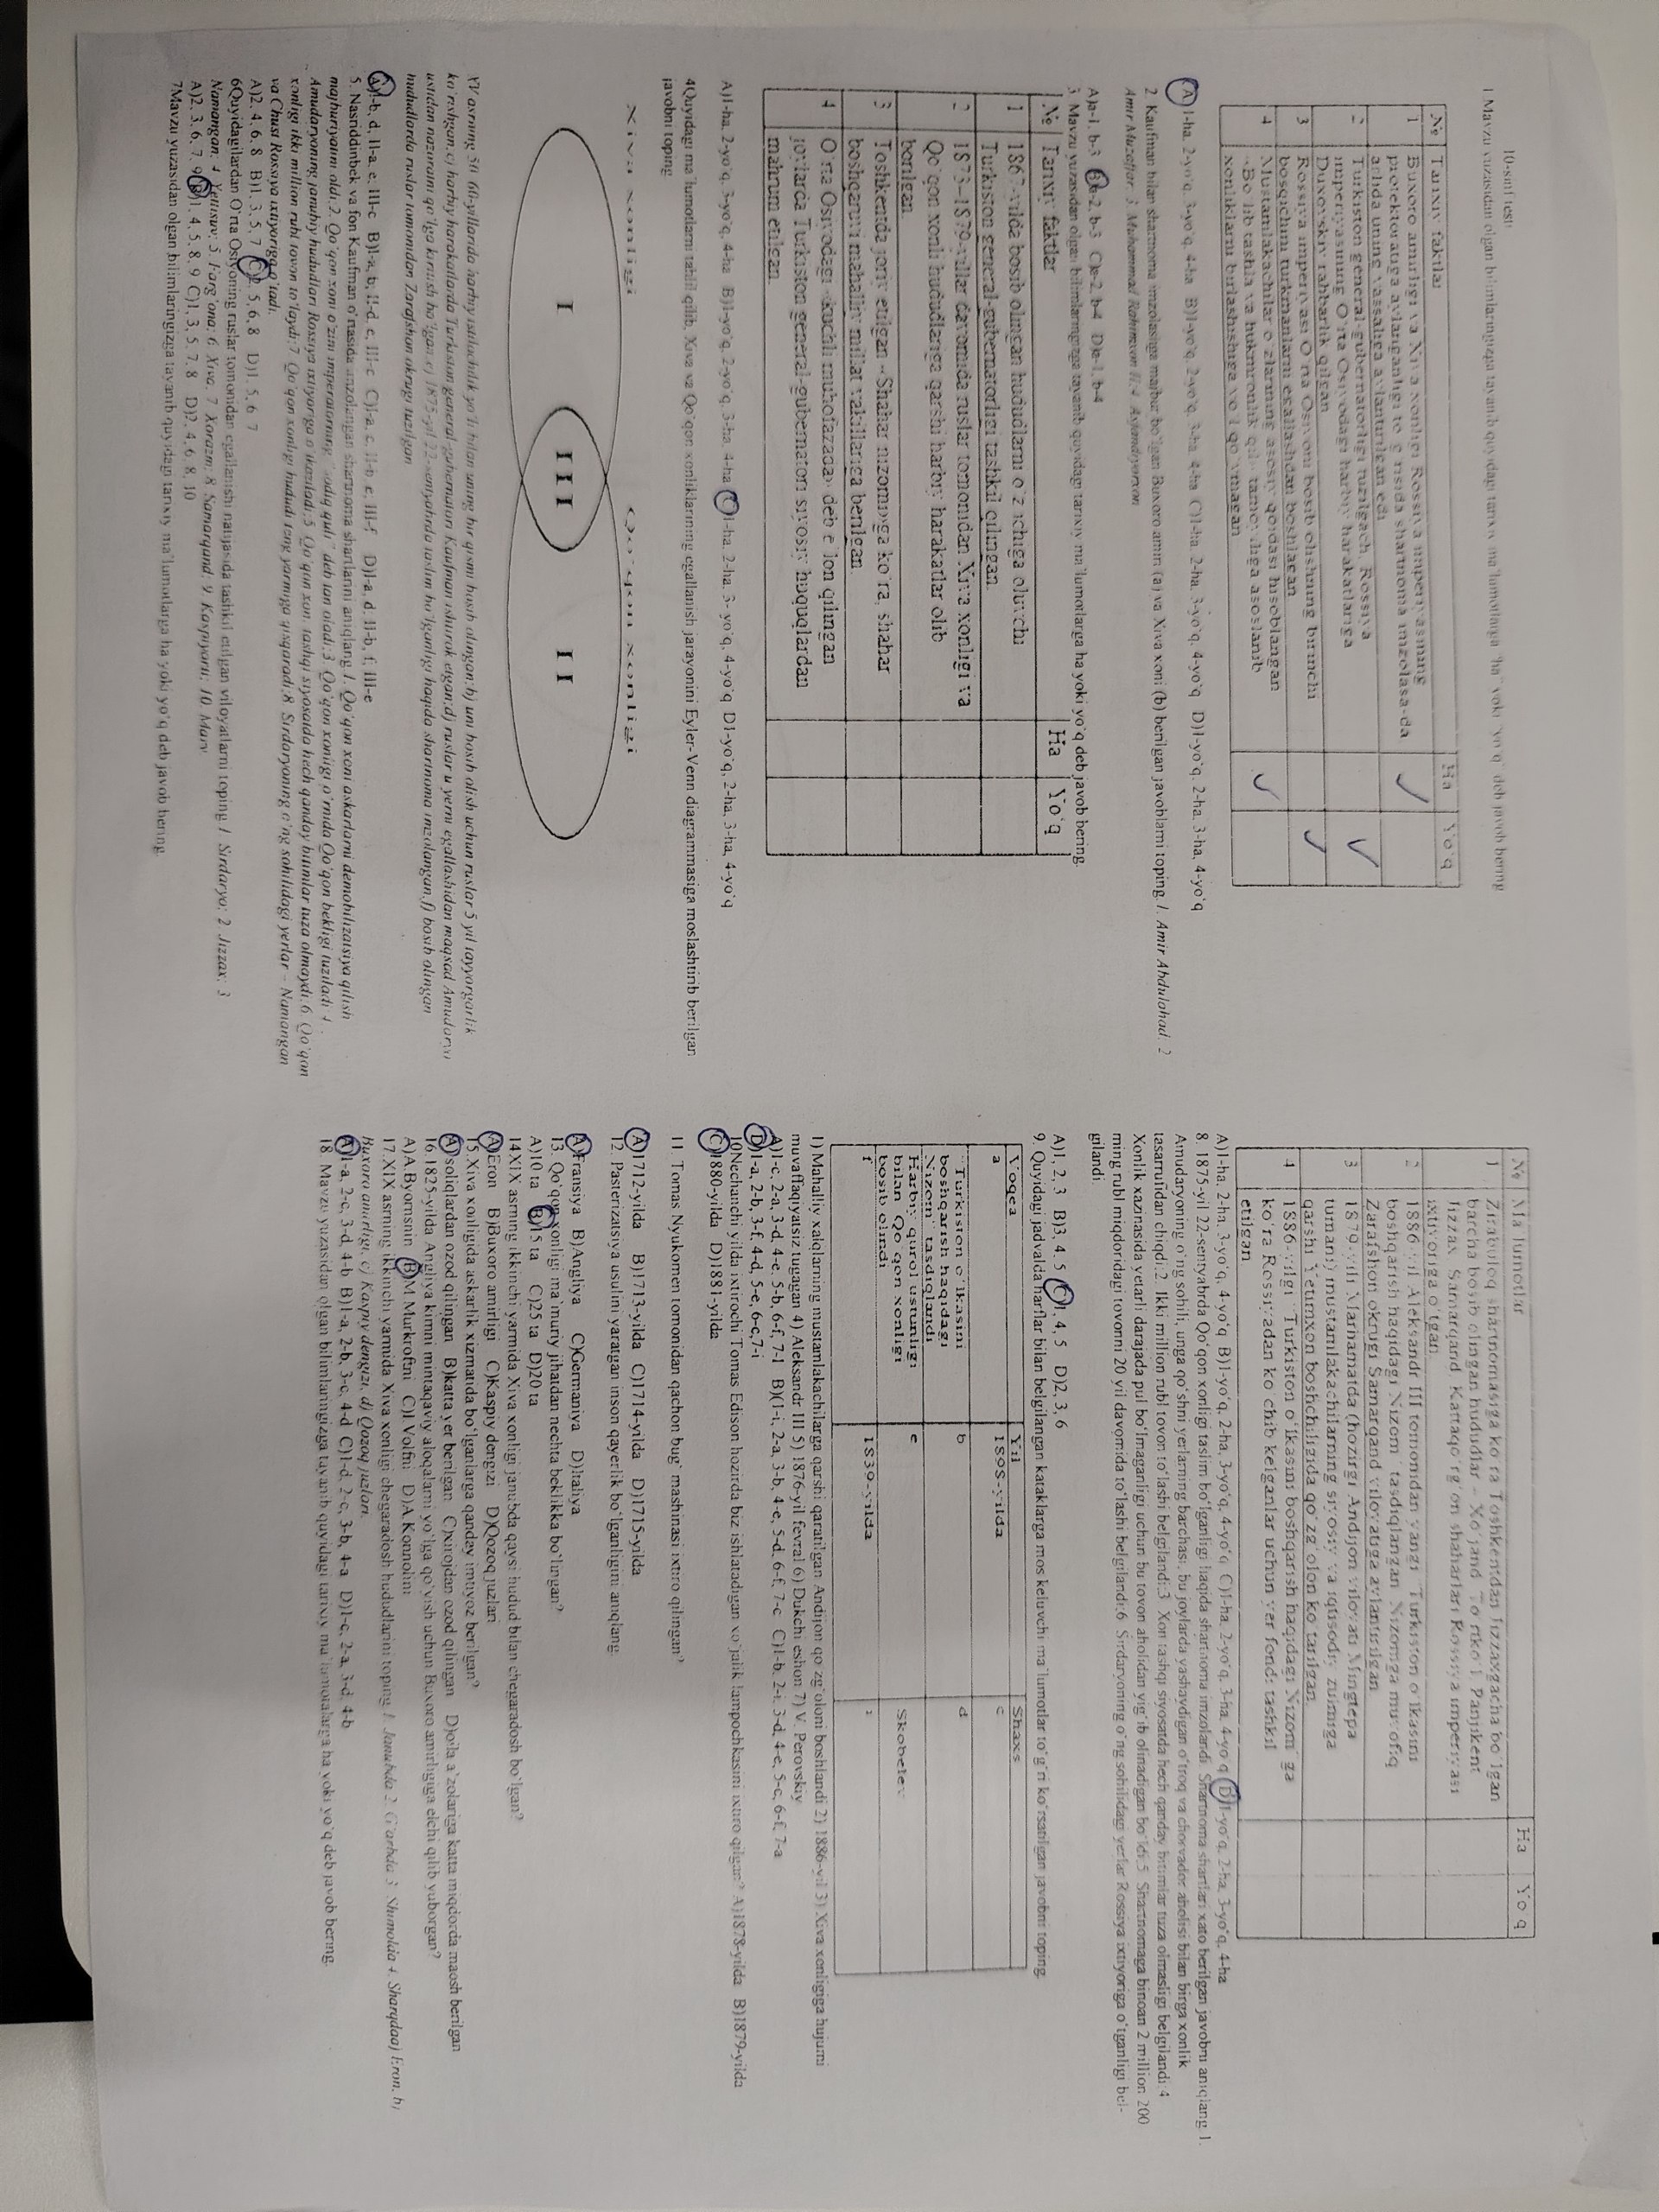 10-sinf test
1.Mavzu yuzasidan olgan bilimlaringizga tayanib quyidagi tarixiy ma'lumotlarga "ha" yoki "yo'q" deb javob bering
№ Tarixiy faktlar Ha Yo'q
1 Buxoro amirligi va Xiva xonligi Rossiya imperiyasining
protektoratiga aylanganligi to'g'risida shartnoma imzolasa-da
aslida uning vassaliga aylantirilgan edi ✓
2 Turkiston general-gubernatorligi tuzilgach, Rossiya
imperiyasining O'rta Osiyodagi harbiy harakatlariga
Duxovskiy rahbarlik qilgan ✓
3 Rossiya imperiyasi O'rta Osiyoni bosib olishning birinchi
bosqichini turkmanlarni egallashdan boshlagan ✓
4 Mustamlakachilar o'zlarining asosiy qoidasi hisoblangan
«Bo'lib tashla va hukmronlik qil» tamoyiliga asoslanib
xonliklarni birlashishiga yo'l qo'ymagan ✓
A)1-ha, 2-yo'q, 3-yo'q, 4-ha B)1-yo'q, 2-yo'q, 3-ha, 4-ha C)1-ha, 2-ha, 3-yo'q, 4-yo'q D)1-yo'q, 2-ha, 3-ha, 4-yo'q
2 Kaufman bilan shartnoma imzolashga majbur bo'lgan Buxoro amiri (a) va Xiva xoni (b) berilgan javoblarni toping 1. Amir Abdulohad. 2
Amir Muzaffar. 3. Muhammad Rahimxon II.4 Asfandiyorxon
A)a-1, b-3 B)a-2, b-3 C)a-2, b-4 D)a-1, b-4
3 Mavzu yuzasidan olgan bilimlaringizga tayanib quyidagi tarixiy ma'lumotlarga ha yoki yo'q deb javob bering.
№ Tarixiy faktlar Ha Yo'q
1 1867-yilda bosib olingan hududlarni o'z ichiga oluvchi
Turkiston general-gubernatorligi tashkil qilingan.
2 1873-1879-yillar davomida ruslar tomonidan Xiva xonligi va
Qo'qon xonli hududlariga qarshi harbiy harakatlar olib
borilgan.
3 Toshkentda joriy etilgan «Shahar nizomi»ga ko'ra, shahar
boshqaruvi mahalliy millat vakillariga berilgan.
4 O'rta Osiyodagi «kuchli muhofazada» deb e'lon qilingan
joylarda Turkiston general-gubernatori siyosiy huquqlardan
mahrum etilgan.
A)1-ha, 2-yo'q, 3-yo'q, 4-ha B)1-yo'q, 2-yo'q, 3-ha, 4-ha C)1-ha, 2-ha, 3- yo'q, 4-yo'q D1-yo'q, 2-ha, 3-ha, 4-yo'q
4Quyidagi ma'lumotlarni tahlil qilib, Xiva va Qo'qon xonliklarining egallanish jarayonini Eyler-Venn diagrammasiga moslashtirib berilgan
javobni toping
Xiva xonligi Qo'qon xonligi
I III II
asrning 50-60-yillarida harbiy istilochilik yo'li bilan uning bir qismi bosib olingan; b) uni bosib olish uchun ruslar 5 yil tayyorgarlik
ko'rishgan.c) harbiy harakatlarda Turkiston general-gubernatori Kaufman ishtirok etgan;d) ruslar u yerni egallashidan maqsad Amudaryo
ustidan nazoratni qo'lga kiritish bo'lgan.e) 1875-yil 22-sentyabrda taslim bo'lganligi haqida shartnoma imzolangan.f) bosib olingan
hududlarda ruslar tomonidan Zarafshon okrugi tuzilgan
A)I-b, d, II-a, e, III-c B)I-a, b, II-d, e, III-c C)I-a, c, II-b, e, III-f D)I-a, d, II-b, f, III-e
5. Nasriddinbek va fon Kaufman o'rtasida imzolangan shartnoma shartlarini aniqlang 1. Qo'qon xoni askarlarni demobilizatsiya qilish
majburiyatini oldi.2. Qo'qon xoni o'zini imperatorning "sodiq quli" deb tan oladi.3. Qo'qon xonligi o'rnida Qo'qon bekligi tuziladi. 4.
Amudaryoning janubiy hududlari Rossiya ixtiyoriga o'tkaziladi.5. Qo'qon xoni tashqi siyosatda hech qanday bitimlar tuza olmaydi.6. Qo'qon
xonligi ikki million rubl tovon to'laydi.7. Qo'qon xonligi hududi teng yarmiga qisqaradi.8. Sirdaryoning o'ng sohilidagi yerlar - Namangan
va Chust Rossiya ixtiyoriga o'tadi.
A)2, 4, 6, 8 B)1, 3, 5, 7 C)2, 5, 6, 8 D)1, 5, 6, 7
6Quyidagilardan O'rta Osiyoning ruslar tomonidan egallanishi natijasida tashkil etilgan viloyatlarni toping 1. Sirdaryo; 2. Jizzax; 3
Namangan; 4. Yettisuv; 5. Farg'ona; 6. Xiva; 7. Xorazm; 8. Samarqand; 9. Kaspiyorti; 10. Marv
A)2, 3, 6, 7, 9 B)1, 4, 5, 8, 9 C)1, 3, 5, 7, 8 D)2, 4, 6, 8, 10
7Mavzu yuzasidan olgan bilimlaringizga tayanib quyidagi tarixiy ma'lumotlarga ha yoki yo'q deb javob bering
№ Ma'lumotlar Ha Yo'q
1 Zirabuloq shartnomasiga ko'ra Toshkentdan Jizzaxgacha bo'lgan
barcha bosib olingan hududlar – Xo'jand, To'rtko'l, Panjikent
Jizzax, Samarqand, Kattaqo'rg'on shaharlari Rossiya imperiyasi
ixtiyoriga o'tgan.
2 1886-yil Aleksandr III tomonidan yangi "Turkiston o'lkasini
boshqarish haqidagi Nizom" tasdiqlangan. Nizomga muvofiq
Zarafshon okrugi Samarqand viloyatiga aylantirilgan
3 1879-yili Marhamatda (hozirgi Andijon viloyati Mingtepa
tumani) mustamlakachilarning siyosiy va iqtisodiy zulmiga
qarshi Yetimxon boshchiligida qo'zg'olon ko'tarilgan.
4 1886-yilgi "Turkiston o'lkasini boshqarish haqidagi Nizom"ga
ko'ra Rossiyadan ko'chib kelganlar uchun yer fondi tashkil
etilgan
A)1-ha, 2-ha, 3-yo'q, 4-yo'q B)1-yo'q, 2-ha, 3-yo'q, 4-yo'q C)1-ha, 2-yo'q, 3-ha, 4-yo'q D)1-yo'q, 2-ha, 3-yo'q, 4-ha
8. 1875-yil 22-sentyabrda Qo'qon xonligi taslim bo'lganligi haqida shartnoma imzolandi. Shartnoma shartlari xato berilgan javobni aniqlang 1.
Amudaryoning o'ng sohili, unga qo'shni yerlarning barchasi, bu joylarda yashaydigan o'troq va chorvador aholisi bilan birga xonlik
tasarrufidan chiqdi.2. Ikki million rubl tovon to'lashi belgilandi.3. Xon tashqi siyosatda hech qanday bitimlar tuza olmasligi belgilandi.4
Xonlik xazinasida yetarli darajada pul bo'lmaganligi uchun bu tovon aholidan yig'ib olinadigan bo'ldi.5. Shartnomaga binoan 2 million 200
ming rubl miqdoridagi tovonni 20 yil davomida to'lashi belgilandi.6. Sirdaryoning o'ng sohilidagi yerlar Rossiya ixtiyoriga o'tganligi bel-
gilandi.
A)1, 2, 3 B)3, 4, 5 C)1, 4, 5 D)2, 3, 6
9. Quyidagi jadvalda harflar bilan belgilangan kataklarga mos keluvchi ma'lumotlar to'g'ri ko'rsatilgan javobni toping
Voqea Yil Shaxs
a 1898-yilda c
"Turkiston o'lkasini
boshqarish haqidagi
Nizom" tasdiqlandi b d
Harbiy qurol ustunligi
bilan Qo'qon xonligi
bosib olindi e Skobelev
f 1839-yilda i
1) Mahalliy xalqlarning mustamlakachilarga qarshi qaratilgan Andijon qo'zg'oloni boshlandi 2) 1886-yil 3) Xiva xonligiga hujumi
muvaffaqiyatsiz tugagan 4) Aleksandr III 5) 1876-yil fevral 6) Dukchi eshon 7) V. Perovskiy
A)1-c, 2-a, 3-d, 4-e, 5-b, 6-f, 7-1 B)(1-i, 2-a, 3-b, 4-e, 5-d, 6-f, 7-c C)1-b, 2-i, 3-d, 4-e, 5-c, 6-f, 7-a
D)1-a, 2-b, 3-f, 4-d, 5-e, 6-c,7-i
10Nechanchi yilda ixtirochi Tomas Edison hozirda biz ishlatadigan xo'jalik lampochkasini ixtiro qilgan? A)1878-yilda B)1879-yilda
C)1880-yilda D)1881-yilda
11. Tomas Nyukomen tomonidan qachon bug' mashinasi ixtiro qilingan?
A)1712-yilda B)1713-yilda C)1714-yilda D)1715-yilda
12. Pasterizatsiya usulini yaratgan inson qayerlik bo'lganligini aniqlang
A)Fransiya B)Angliya C)Germaniya D)Italiya
13. Qo'qon xonligi ma'muriy jihatdan nechta beklikka bo'lingan?
A)10 ta B)15 ta C)25 ta D)20 ta
14XIX asrning ikkinchi yarmida Xiva xonligi janubda qaysi hudud bilan chegaradosh bo'lgan?
A)Eron B)Buxoro amirligi C)Kaspiy dengizi D)Qozoq juzlari
15.Xiva xonligida askarlik xizmatida bo'lganlarga qanday imtiyoz berilgan?
A)soliqlardan ozod qilingan B)katta yer berilgan C)xirojdan ozod qilingan D)oila a'zolariga katta miqdorda maosh berilgan
16.1825-yilda Angliya kimni mintaqaviy aloqalarni yo'lga qo'yish uchun Buxoro amirligiga elchi qilib yuborgan?
A)A.Byornsnin B)M.Murkroftni C)I.Volfni D)A.Konnolini
17.XIX asrning ikkinchi yarmida Xiva xonligi chegaradosh hududlarini toping 1. Janubda 2. G'arbda 3. Shimolda 4. Sharqdaa) Eron. b)
Buxoro amirligi. c) Kaspiy dengizi. d) Qozoq juzlari.
A)1-a, 2-c, 3-d, 4-b B)1-a, 2-b, 3-c, 4-d C)1-d, 2-c, 3-b, 4-a D)1-c, 2-a, 3-d, 4-b
18. Mavzu yuzasidan olgan bilimlaringizga tayanib quyidagi tarixiy ma'lumotlarga ha yoki yo'q deb javob bering.